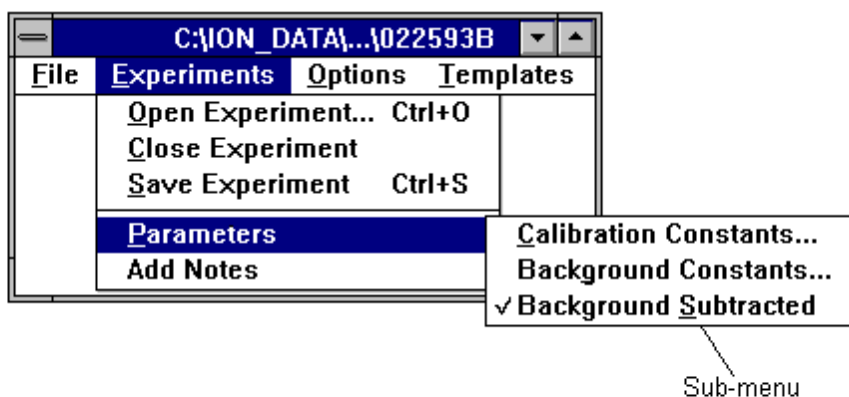 C:\ION_DATA\...\022593B
File Experiments Options Templates
Open Experiment... Ctrl+O
Close Experiment
Save Experiment Ctrl+S
Parameters
Add Notes
Calibration Constants...
Background Constants...
✓ Background Subtracted
Sub-menu